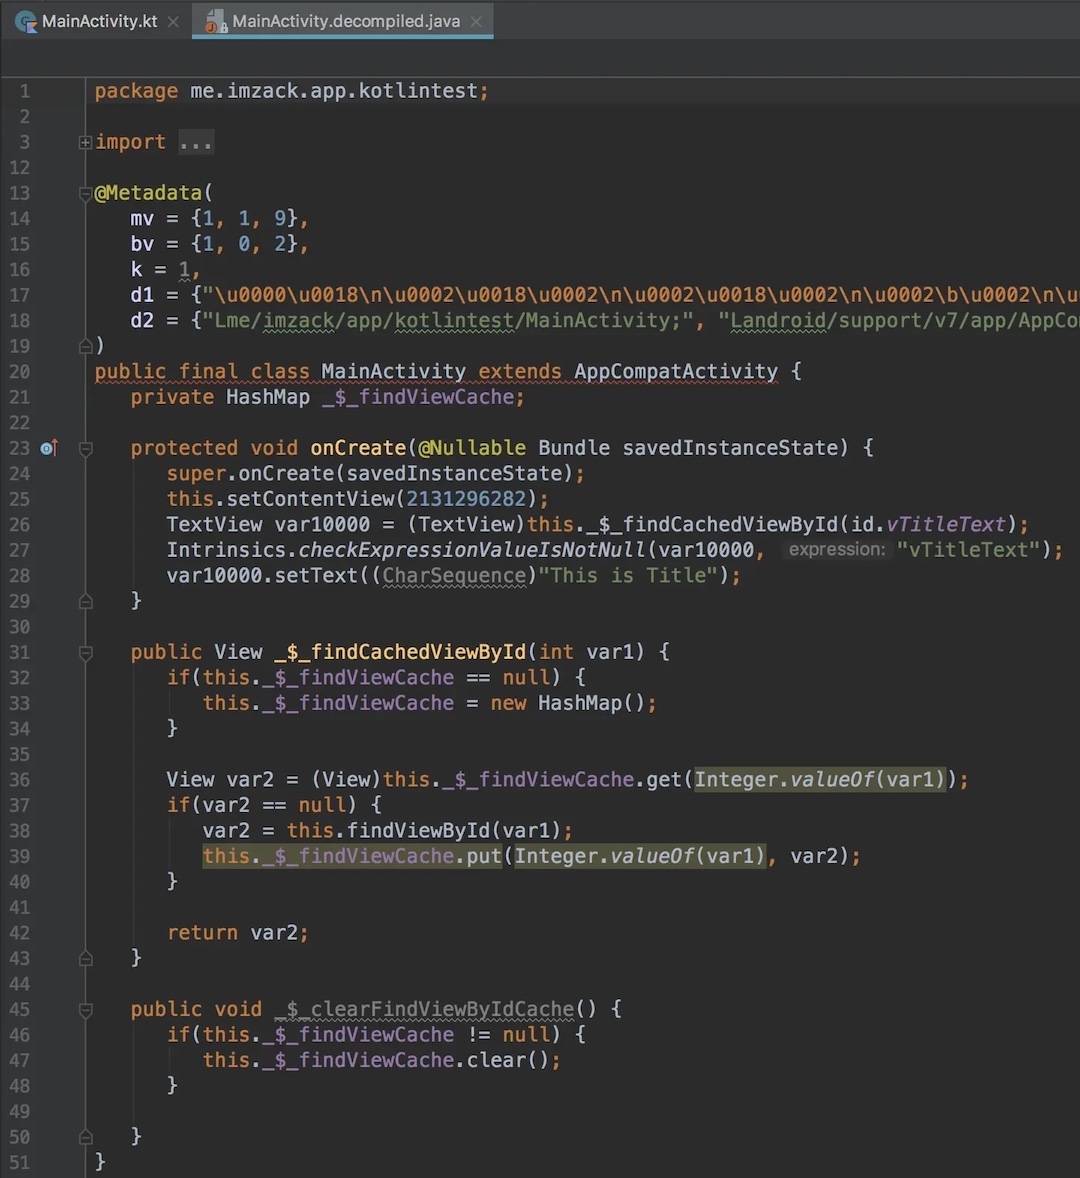 MainActivity.kt
MainActivity.decompiled.java
1 package me.imzack.app.kotlintest;
2
3 import ...
12
13 @Metadata(
14 mv = {1, 1, 9},
15 bv = {1, 0, 2},
16 k = 1,
17 d1 = {"\u0000\u0018\n\u0002\u0018\u0002\n\u0002\u0018\u0002\n\u0002\b\u0002\n\u
18 d2 = {"Lme/imzack/app/kotlintest/MainActivity;", "Landroid/support/v7/app/AppCo
19 )
20 public final class MainActivity extends AppCompatActivity {
21 private HashMap _$_findViewCache;
22
23 protected void onCreate(@Nullable Bundle savedInstanceState) {
24 super.onCreate(savedInstanceState);
25 this.setContentView(2131296282);
26 TextView var10000 = (TextView)this._$_findCachedViewById(id.vTitleText);
27 Intrinsics.checkExpressionValueIsNotNull(var10000, expression: "vTitleText");
28 var10000.setText((CharSequence)"This is Title");
29 }
30
31 public View _$_findCachedViewById(int var1) {
32 if(this._$_findViewCache == null) {
33 this._$_findViewCache = new HashMap();
34 }
35
36 View var2 = (View)this._$_findViewCache.get(Integer.valueOf(var1));
37 if(var2 == null) {
38 var2 = this.findViewById(var1);
39 this._$_findViewCache.put(Integer.valueOf(var1), var2);
40 }
41
42 return var2;
43 }
44
45 public void _$_clearFindViewByIdCache() {
46 if(this._$_findViewCache != null) {
47 this._$_findViewCache.clear();
48 }
49
50 }
51 }